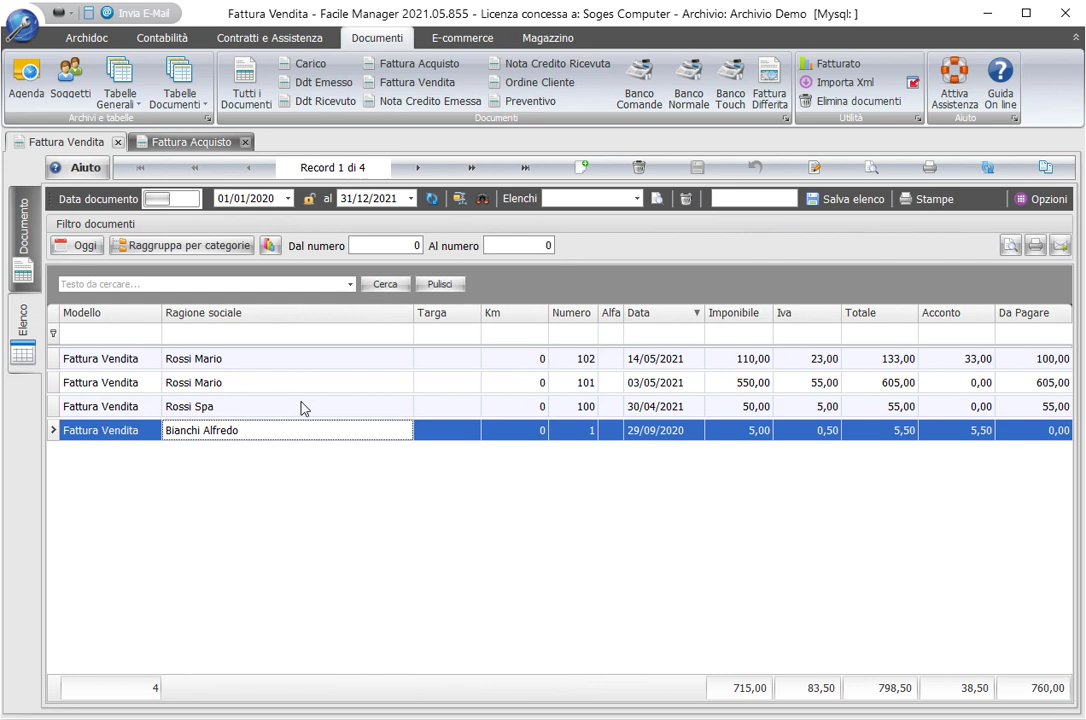 Invia E-Mail
Fattura Vendita - Facile Manager 2021.05.855 - Licenza concessa a: Soges Computer - Archivio: Archivio Demo [Mysql: ]
Archidoc Contabilità Contratti e Assistenza Documenti E-commerce Magazzino
Agenda Soggetti Tabelle Generali Tabelle Documenti
Archivi e tabelle
Tutti i Documenti
Carico Fattura Acquisto Nota Credito Ricevuta
Ddt Emesso Fattura Vendita Ordine Cliente
Ddt Ricevuto Nota Credito Emessa Preventivo
Banco Comande Banco Normale Banco Touch Fattura Differita
Documenti
Fatturato
Importa Xml
Elimina documenti
Utilità
Attiva Assistenza Guida On line
Aiuto
Fattura Vendita Fattura Acquisto
Aiuto Record 1 di 4
Documento
Elenco
Data documento 01/01/2020 al 31/12/2021 Elenchi Salva elenco Stampe Opzioni
Filtro documenti
Oggi Raggruppa per categorie Dal numero 0 Al numero 0
Testo da cercare... Cerca Pulisci
Modello Ragione sociale Targa Km Numero Alfa Data Imponibile Iva Totale Acconto Da Pagare
Fattura Vendita Rossi Mario 0 102 14/05/2021 110,00 23,00 133,00 33,00 100,00
Fattura Vendita Rossi Mario 0 101 03/05/2021 550,00 55,00 605,00 0,00 605,00
Fattura Vendita Rossi Spa 0 100 30/04/2021 50,00 5,00 55,00 0,00 55,00
Fattura Vendita Bianchi Alfredo 0 1 29/09/2020 5,00 0,50 5,50 5,50 0,00
4 715,00 83,50 798,50 38,50 760,00